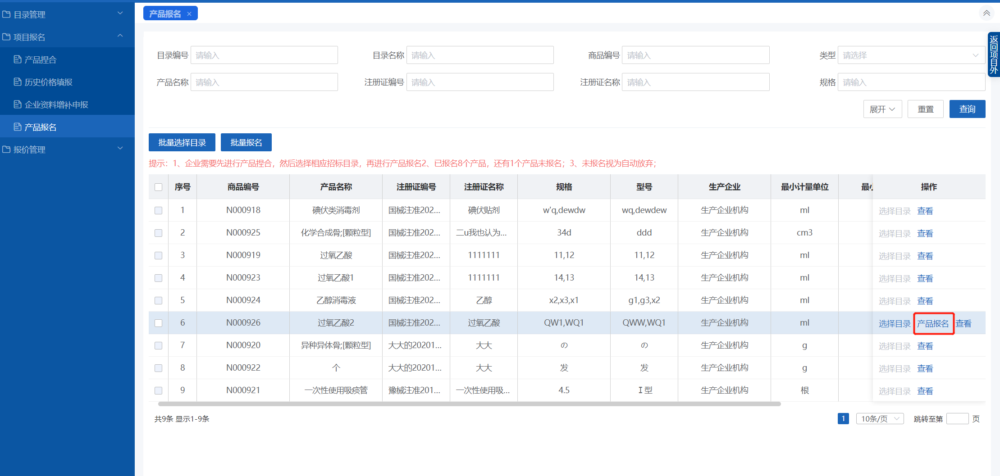 目录管理
项目报名
产品捏合
历史价格填报
企业资料增补申报
产品报名
报价管理
产品报名 ×
返回项目外
目录编号 请输入 目录名称 请输入 商品编号 请输入 类型 请选择
产品名称 请输入 注册证编号 请输入 注册证名称 请输入 规格 请输入
展开 重置 查询
批量选择目录 批量报名
提示：1、企业需要先进行产品捏合，然后选择相应招标目录，再进行产品报名2、已报名8个产品，还有1个产品未报名；3、未报名视为自动放弃；
序号 商品编号 产品名称 注册证编号 注册证名称 规格 型号 生产企业 最小计量单位 最小 操作
1 N000918 碘伏类消毒剂 国械注准202... 碘伏贴剂 w'q,dewdw wq,dewdew 生产企业机构 ml 选择目录 查看
2 N000925 化学合成骨;[颗粒型] 国械注准202... 二u我也认为... 34d ddd 生产企业机构 cm3 选择目录 查看
3 N000919 过氧乙酸 国械注准202... 1111111 11,12 11,12 生产企业机构 ml 选择目录 查看
4 N000923 过氧乙酸1 国械注准202... 1111111 14,13 14,13 生产企业机构 ml 选择目录 查看
5 N000924 乙醇消毒液 国械注准202... 乙醇 x2,x3,x1 g1,g3,x2 生产企业机构 ml 选择目录 查看
6 N000926 过氧乙酸2 国械注准202... 过氧乙酸 QW1,WQ1 QWW,WQ1 生产企业机构 ml 选择目录 产品报名 查看
7 N000920 异种异体骨;[颗粒型] 大大的20201... 大大 の の 生产企业机构 g 选择目录 查看
8 N000922 个 大大的20201... 大大 发 发 生产企业机构 g 选择目录 查看
9 N000921 一次性使用吸痰管 豫械注准201... 一次性使用吸... 4.5 I 型 生产企业机构 根 选择目录 查看
共9条 显示1-9条 1 10条/页 跳转至第 页